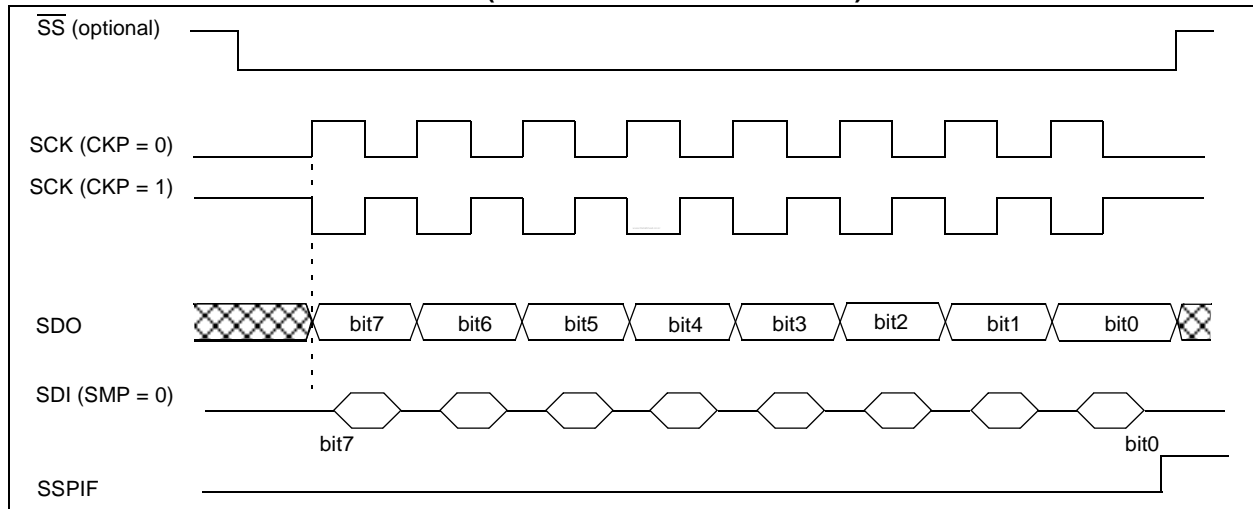 SS (optional)
SCK (CKP = 0)
SCK (CKP = 1)
SDO bit7 bit6 bit5 bit4 bit3 bit2 bit1 bit0
SDI (SMP = 0)
bit7 bit0
SSPIF